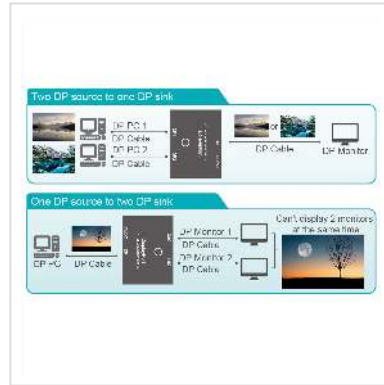 Two DP source to one DP sink
DP PC 1
DP Cable
DP PC 2
DP Cable
or
DP Cable
DP Monitor
One DP source to two DP sink
DP PC
DP Cable
DP Monitor 1
DP Cable
DP Monitor 2
DP Cable
Can't display 2 monitors
at the same time